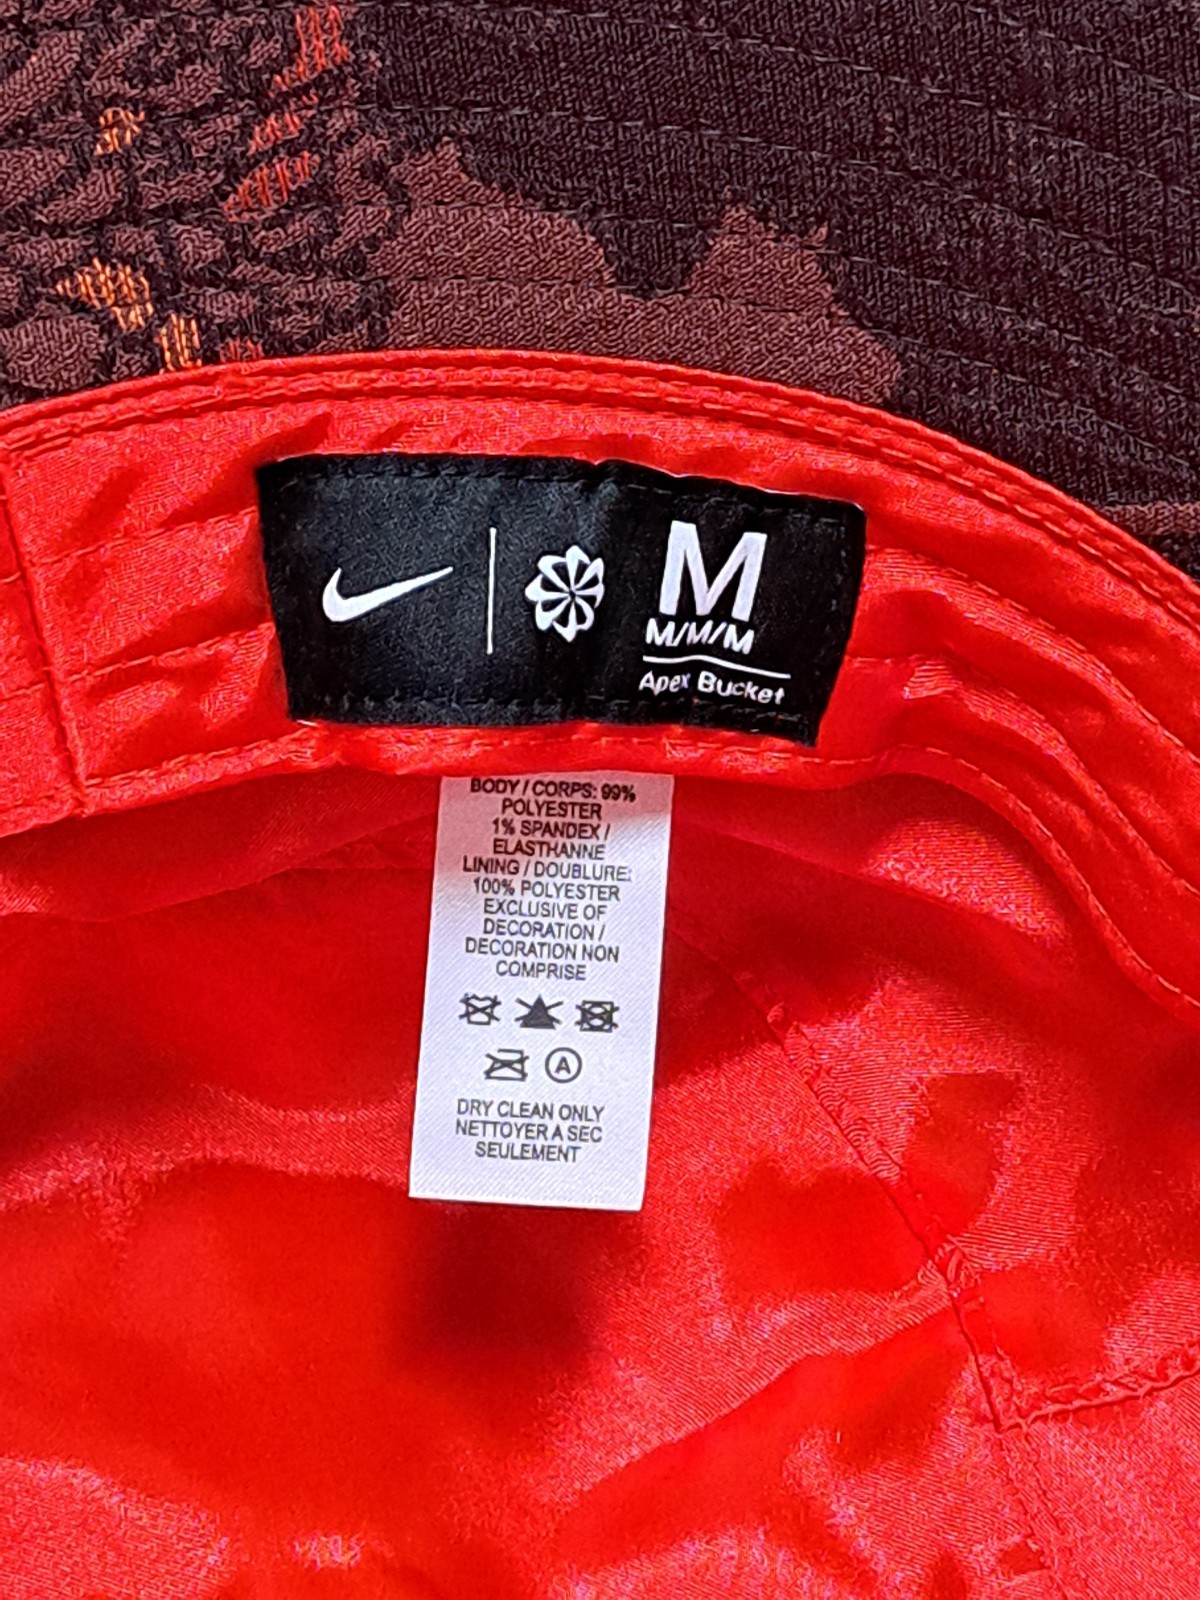 M
M/M/M
Apex Bucket
BODY / CORPS: 99%
POLYESTER
1% SPANDEX /
ELASTHANNE
LINING / DOUBLURE:
100% POLYESTER
EXCLUSIVE OF
DECORATION /
DECORATION NON
COMPRISE
A
DRY CLEAN ONLY
NETTOYER A SEC
SEULEMENT